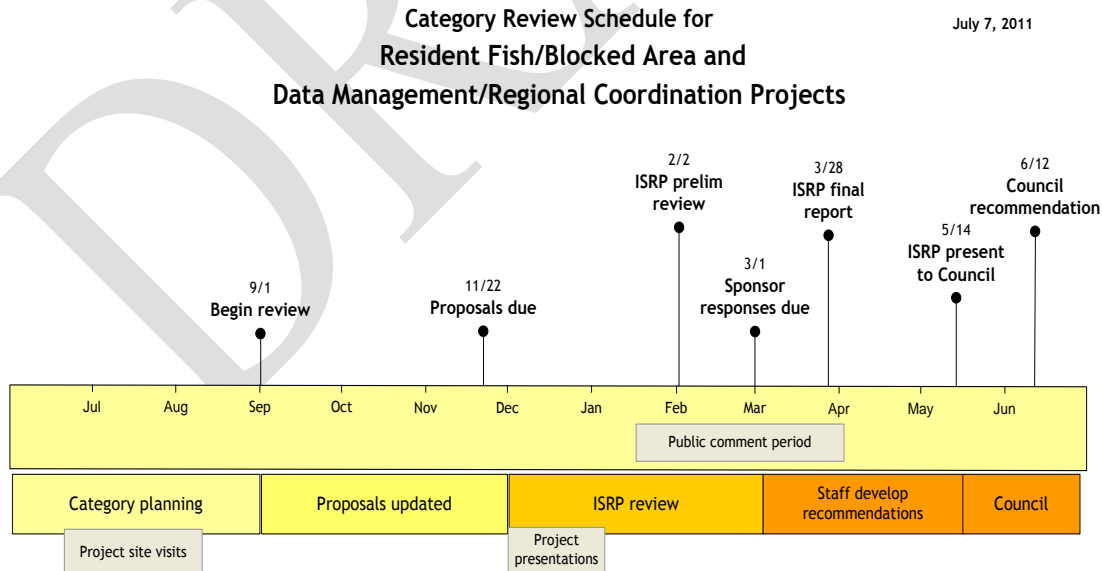 Category Review Schedule for
Resident Fish/Blocked Area and
Data Management/Regional Coordination Projects
July 7, 2011
9/1
Begin review
11/22
Proposals due
2/2
ISRP prelim
review
3/1
Sponsor
responses due
3/28
ISRP final
report
5/14
ISRP present
to Council
6/12
Council
recommendation
Jul
Aug
Sep
Oct
Nov
Dec
Jan
Feb
Mar
Apr
May
Jun
Public comment period
Category planning
Proposals updated
ISRP review
Staff develop
recommendations
Council
Project site visits
Project
presentations